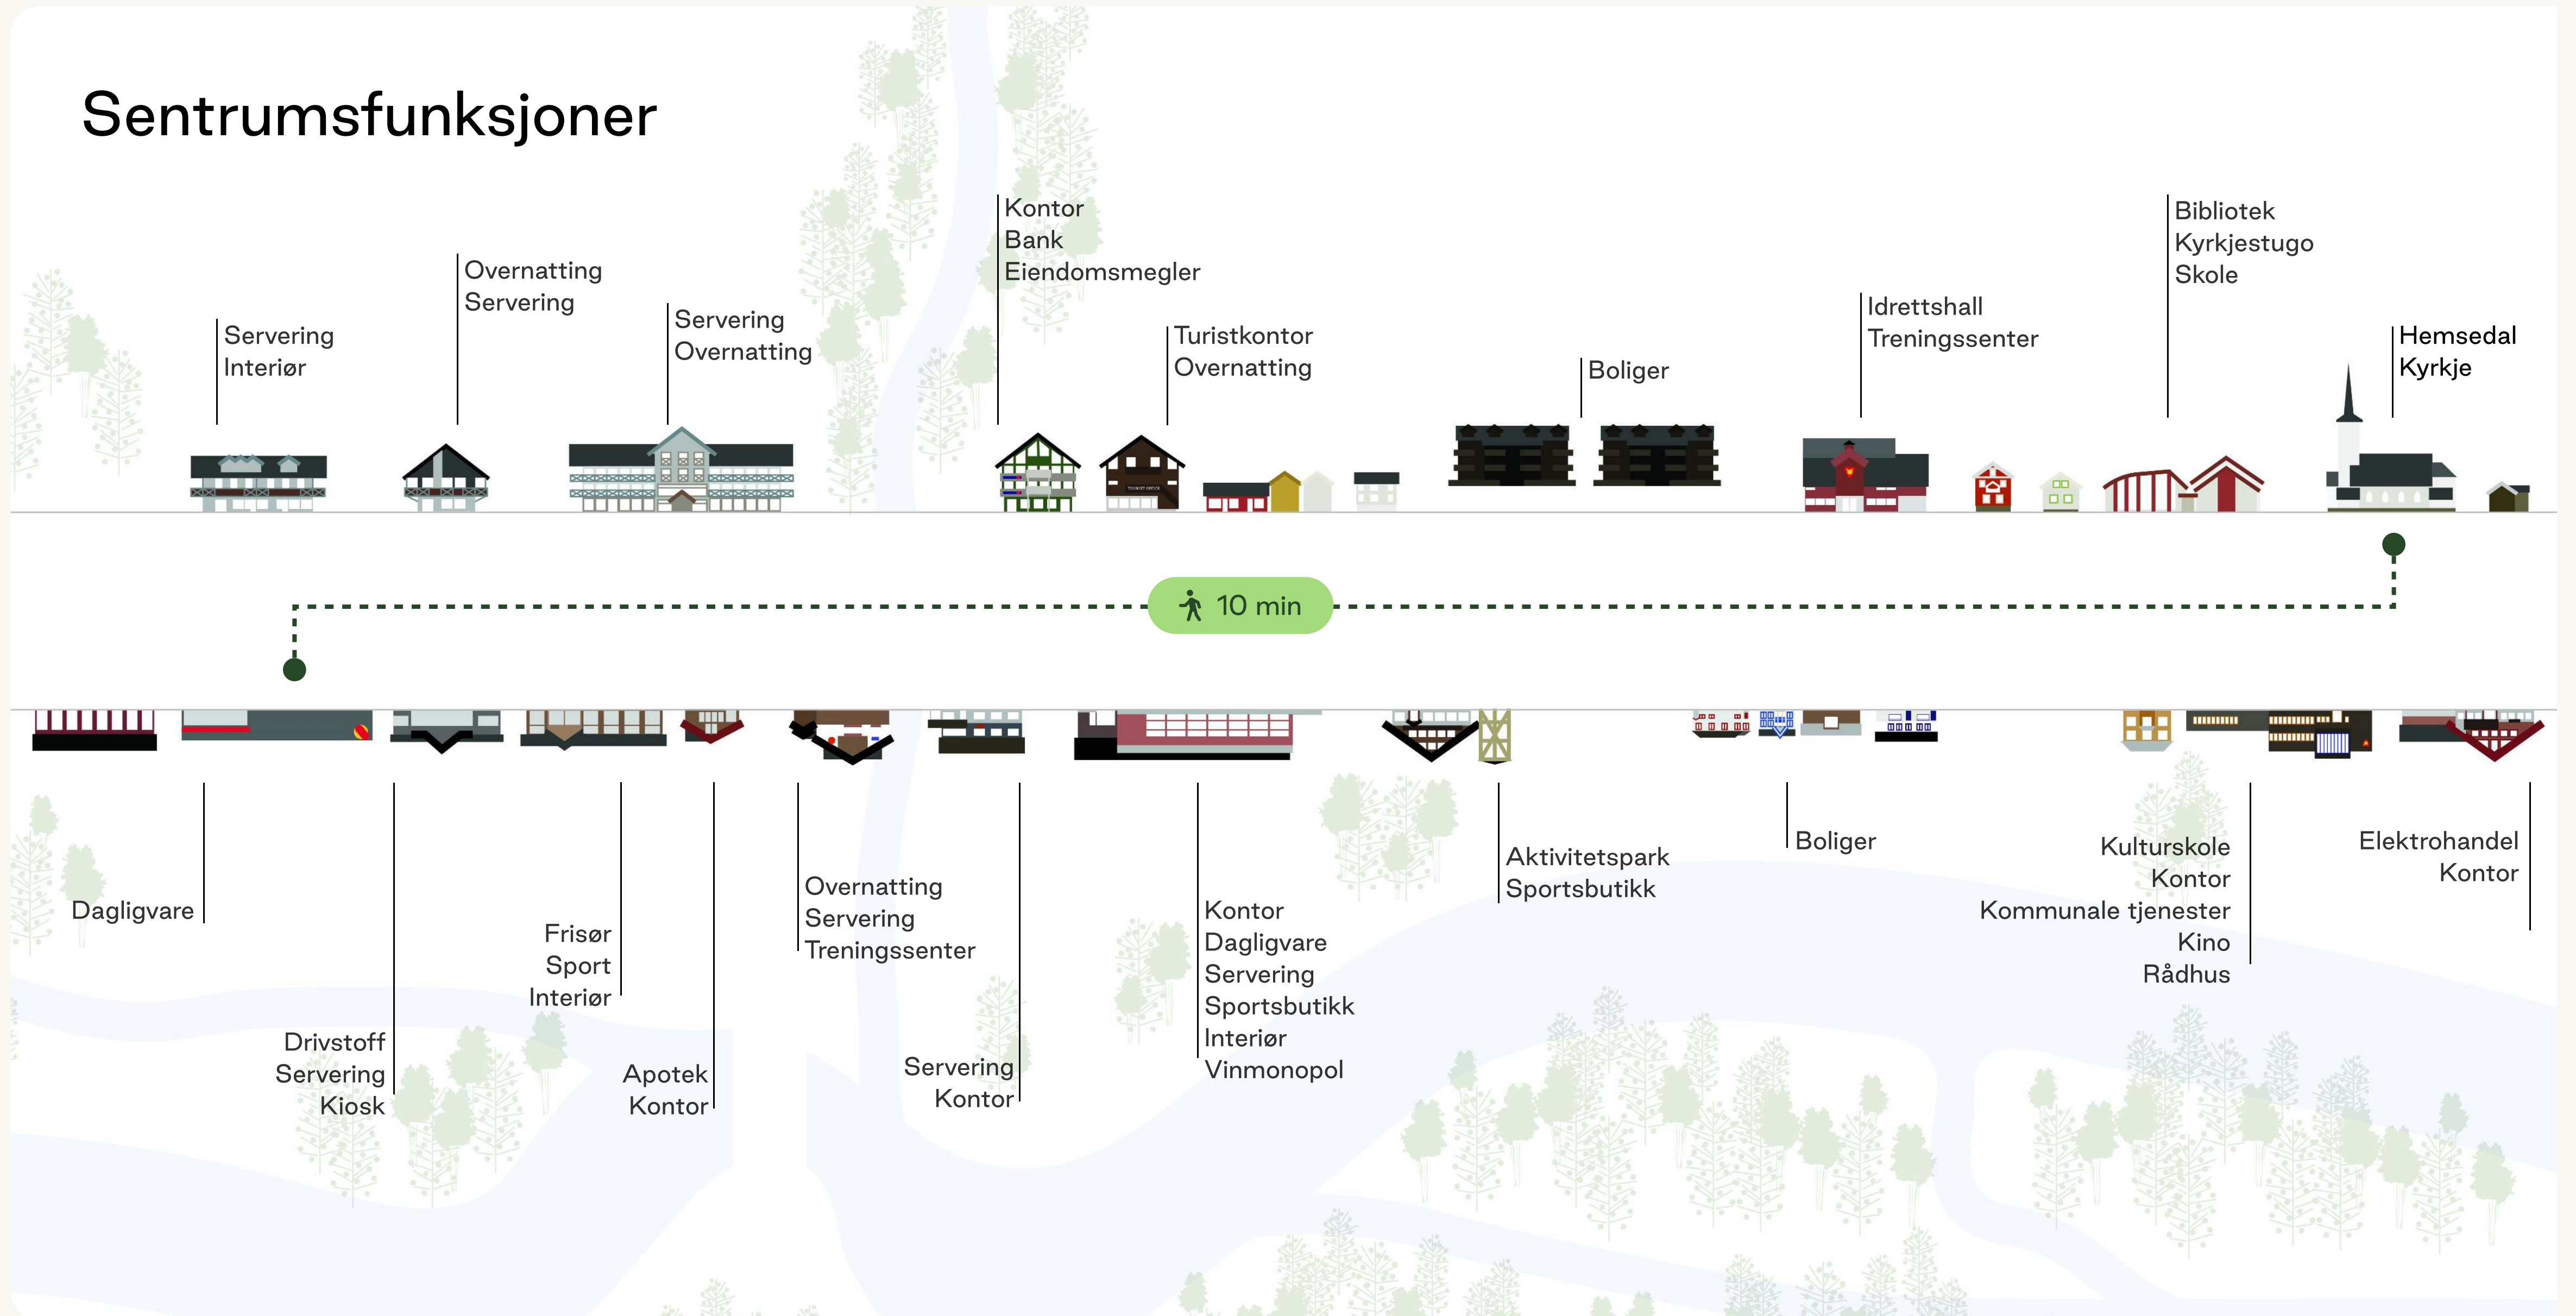 Sentrumsfunksjoner
Servering
Interiør
Overnatting
Servering
Servering
Overnatting
Kontor
Bank
Eiendomsmegler
Turistkontor
Overnatting
Boliger
Idrettshall
Treningssenter
Bibliotek
Kyrkjestugo
Skole
Hemsedal
Kyrkje
TOURIST OFFICE
10 min
Dagligvare
Drivstoff
Servering
Kiosk
Frisør
Sport
Interiør
Apotek
Kontor
Overnatting
Servering
Treningssenter
Servering
Kontor
Kontor
Dagligvare
Servering
Sportsbutikk
Interiør
Vinmonopol
Aktivitetspark
Sportsbutikk
Boliger
Kulturskole
Kontor
Kommunale tjenester
Kino
Rådhus
Elektrohandel
Kontor